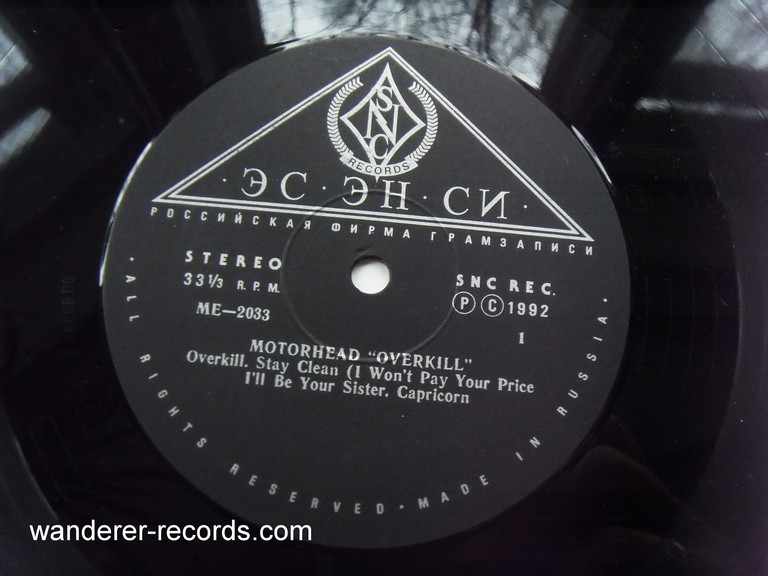 SNC
RECORDS
· ЭС · ЭН · СИ ·
РОССИЙСКАЯ ФИРМА ГРАМЗАПИСИ
STEREO
33⅓ R.P.M.
ME—2033
SNC REC.
Ⓟ Ⓒ 1992
1
MOTORHEAD “OVERKILL”
Overkill. Stay Clean (I Won't Pay Your Price
I'll Be Your Sister. Capricorn
· ALL RIGHTS RESERVED · MADE IN RUSSIA ·
wanderer-records.com